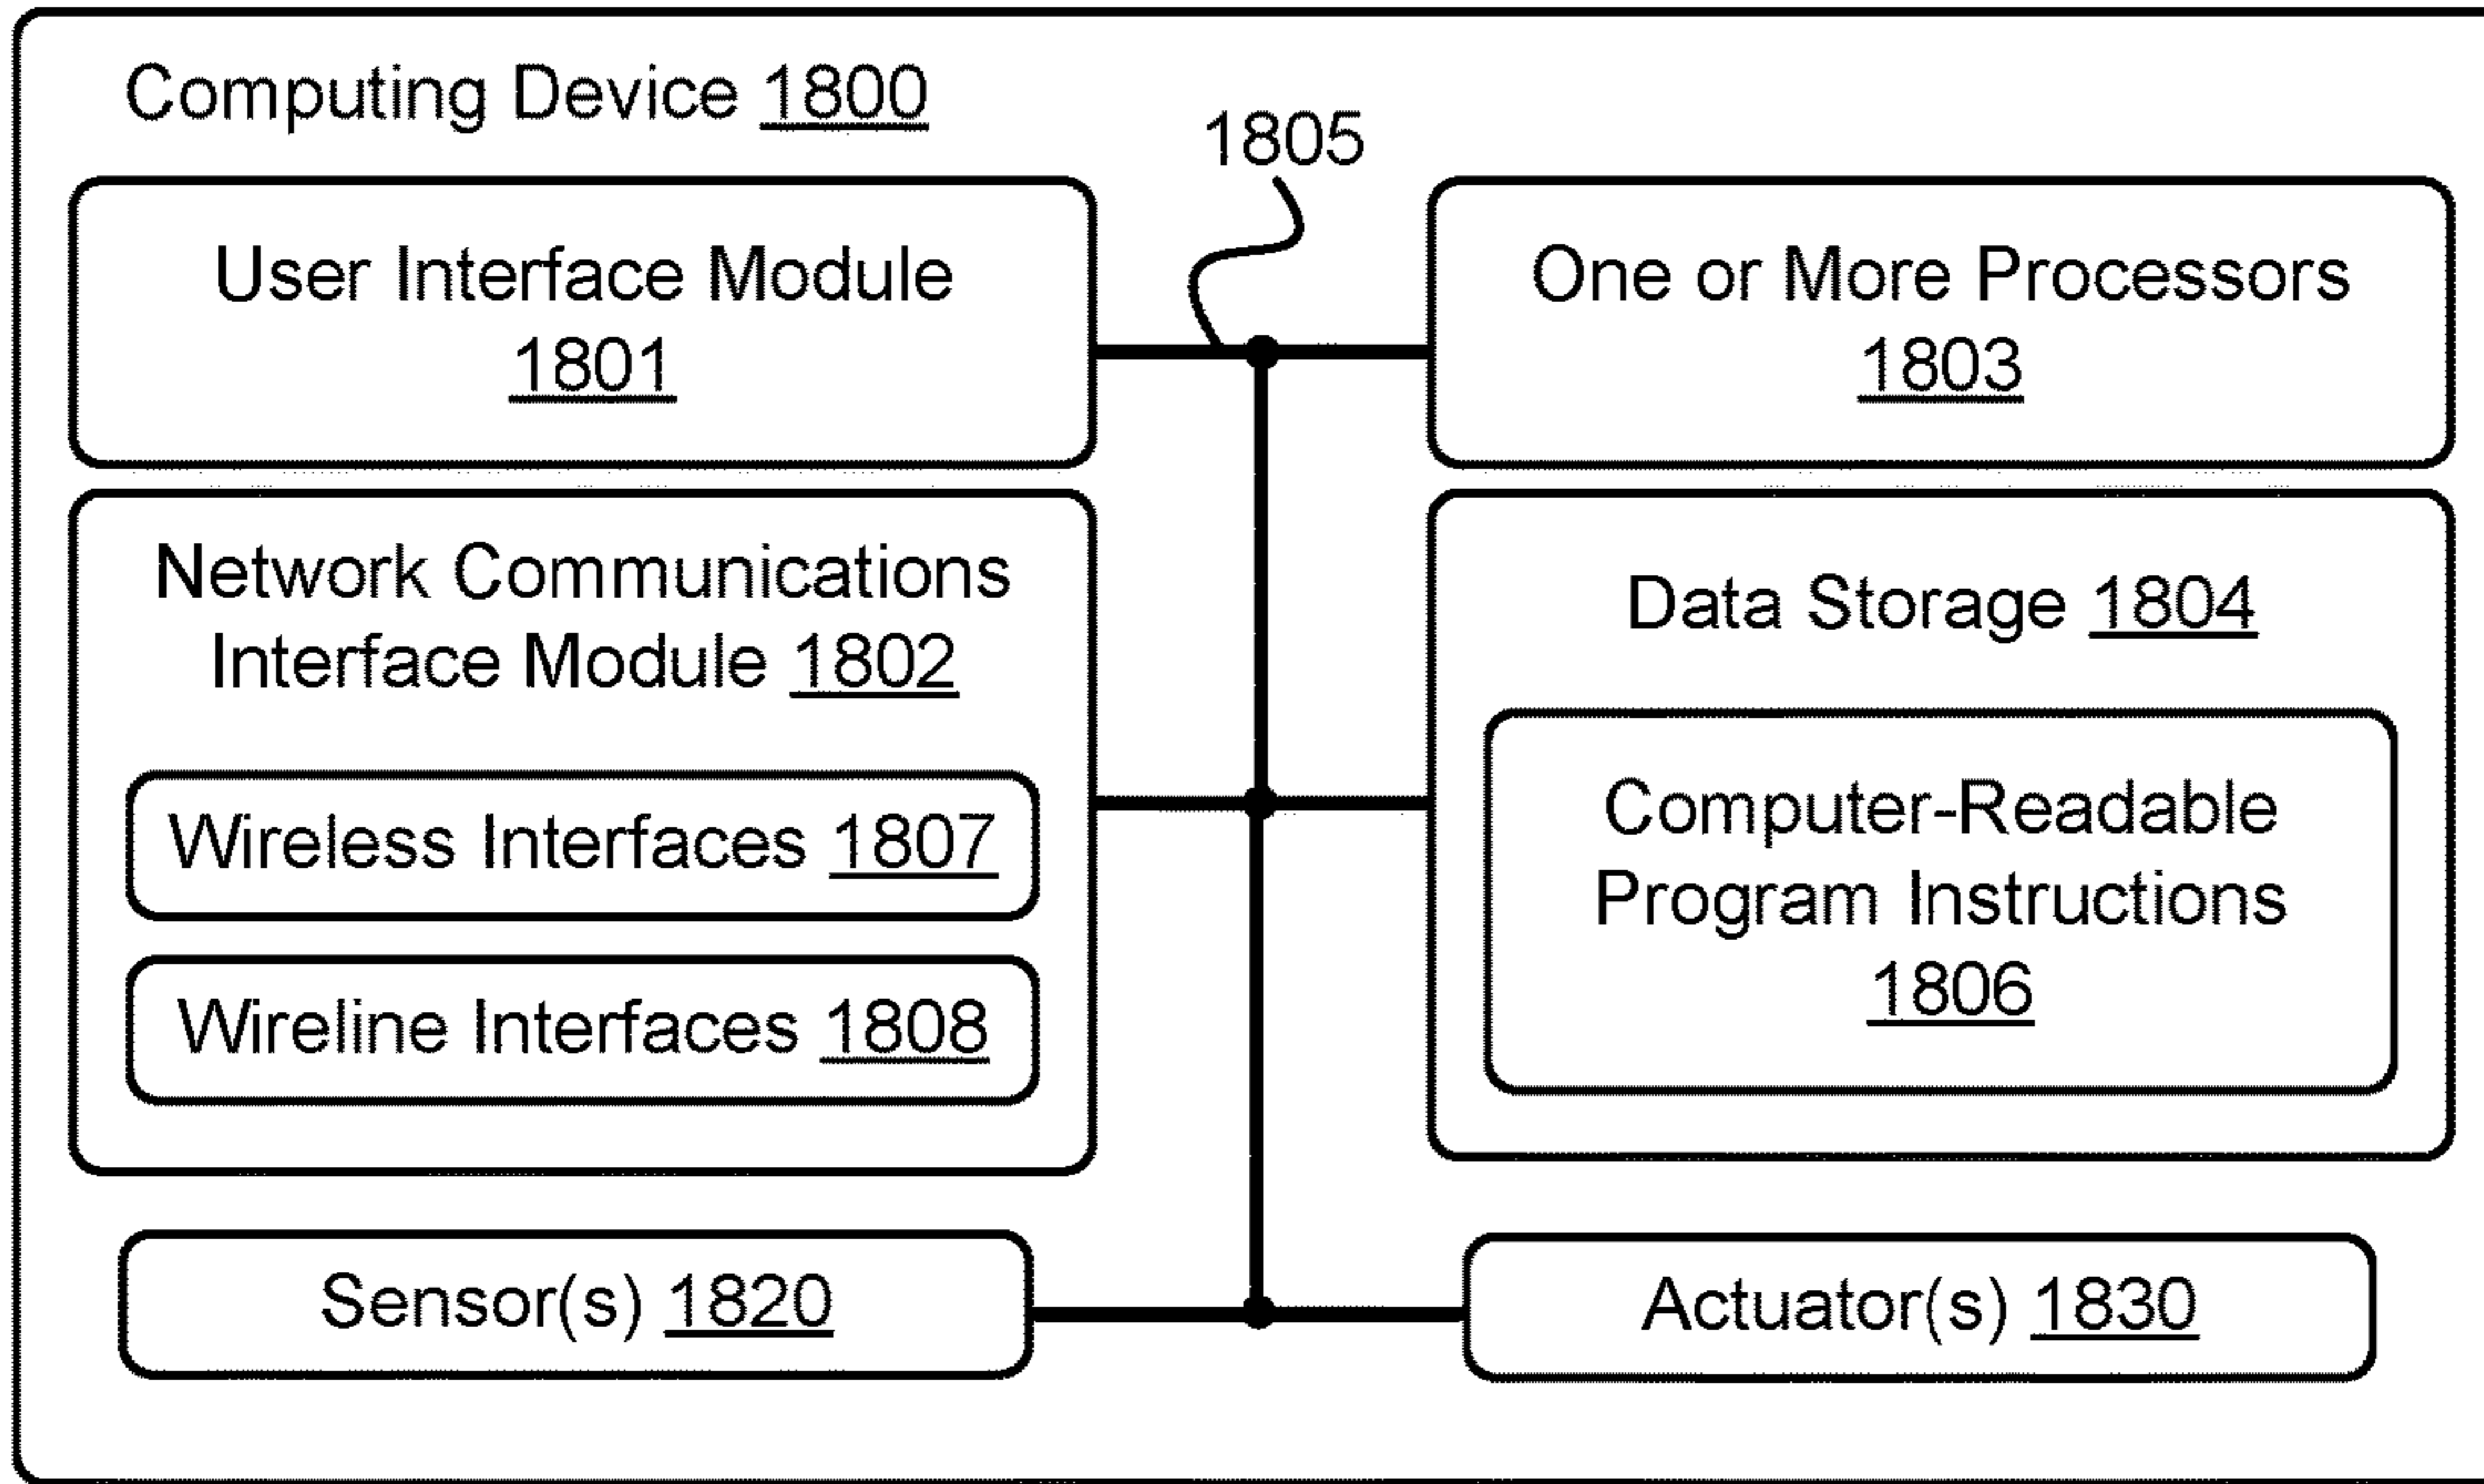 Computing Device 1800
1805
User Interface Module
1801
One or More Processors
1803
Network Communications
Interface Module 1802
Wireless Interfaces 1807
Wireline Interfaces 1808
Data Storage 1804
Computer-Readable
Program Instructions
1806
Sensor(s) 1820
Actuator(s) 1830